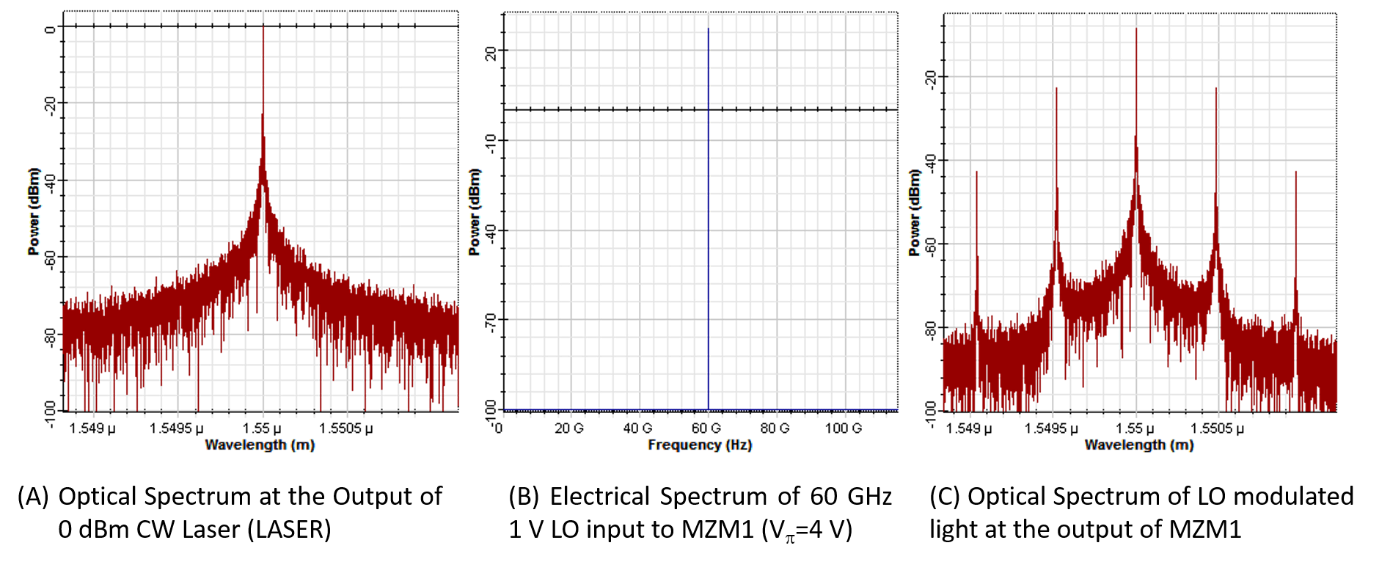 0
-20
-40
-60
-80
-100
Power (dBm)
1.549 µ
1.5495 µ
1.55 µ
1.5505 µ
Wavelength (m)
20
-10
-40
-70
-100
Power (dBm)
0
20 G
40 G
60 G
80 G
100 G
Frequency (Hz)
-20
-40
-60
-80
-100
Power (dBm)
1.549 µ
1.5495 µ
1.55 µ
1.5505 µ
Wavelength (m)
(A) Optical Spectrum at the Output of
0 dBm CW Laser (LASER)
(B) Electrical Spectrum of 60 GHz
1 V LO input to MZM1 (Vπ=4 V)
(C) Optical Spectrum of LO modulated
light at the output of MZM1